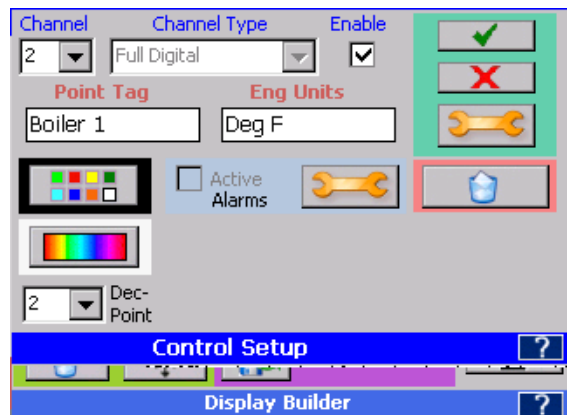 Channel Channel Type Enable
2 Full Digital
Point Tag Eng Units
Boiler 1 Deg F
Active
Alarms
2 Dec-
Point
Control Setup ?
Display Builder ?